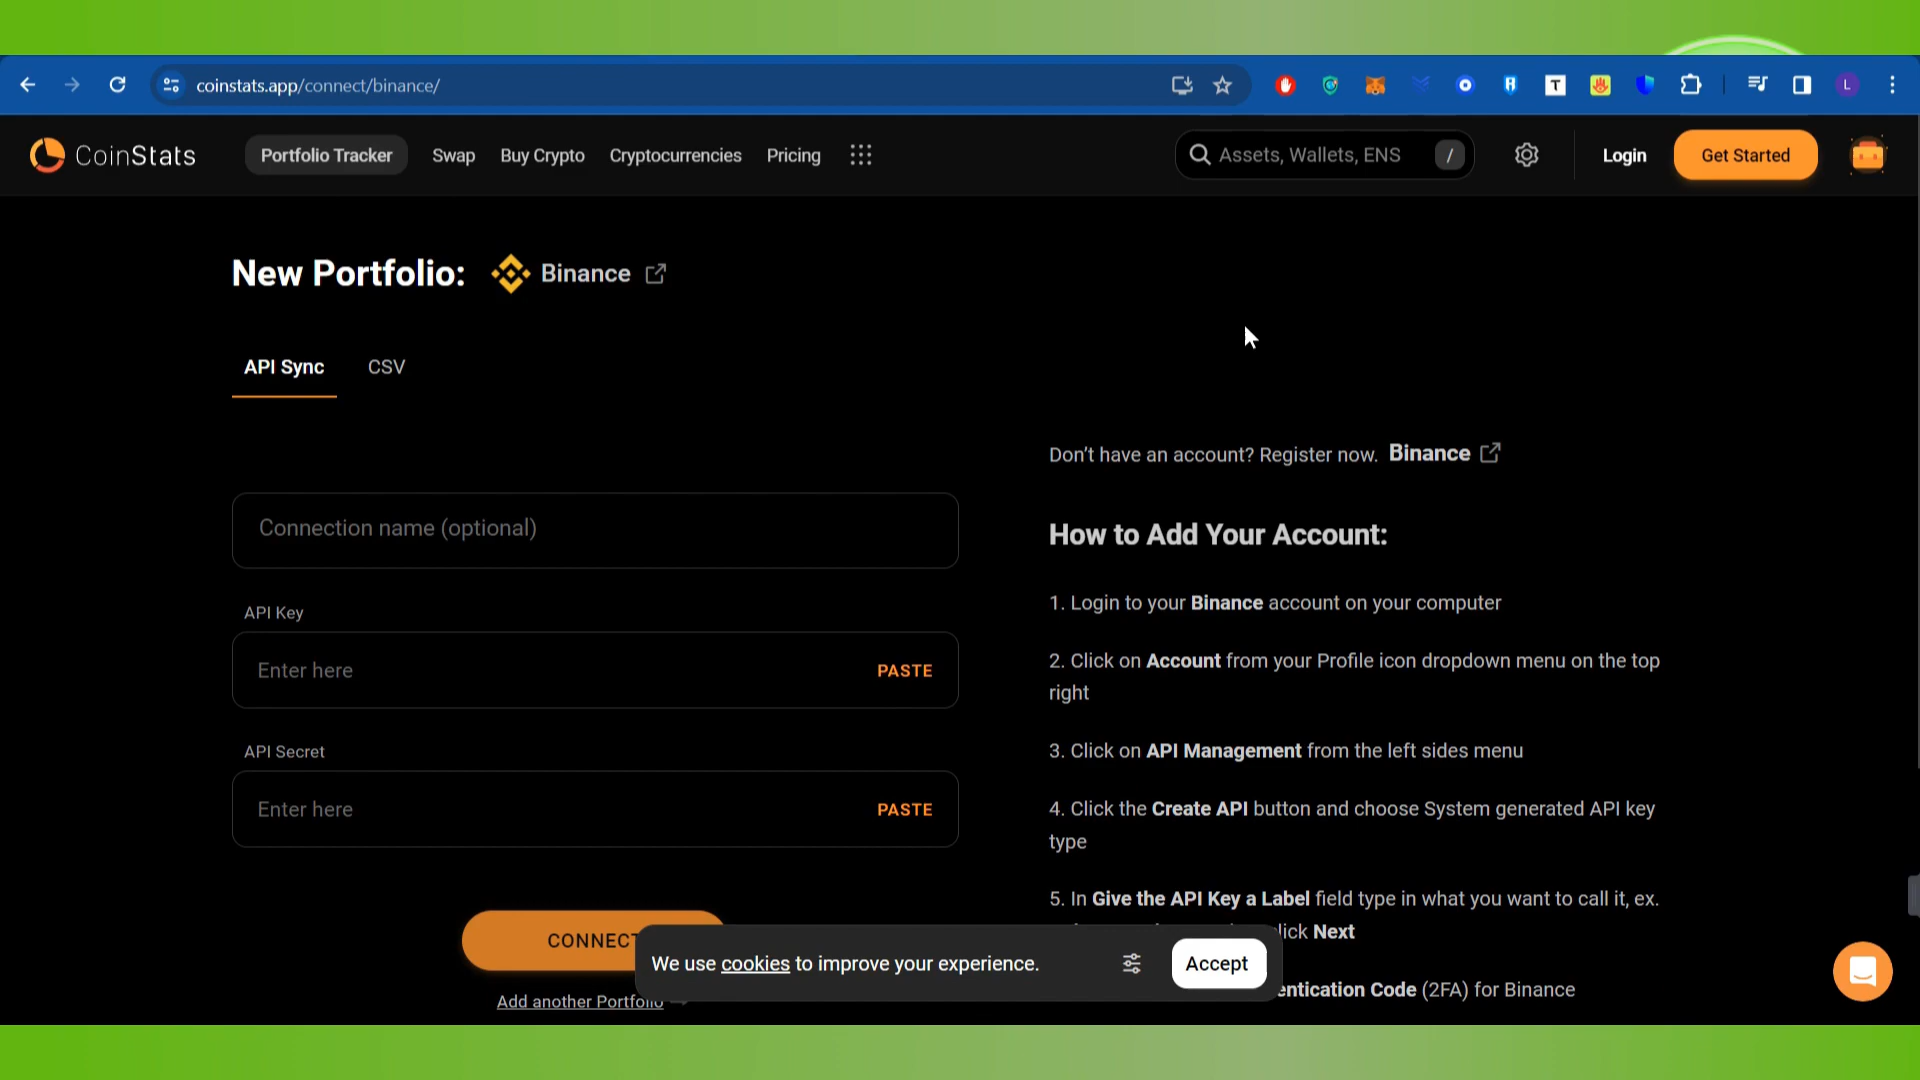 coinstats.app/connect/binance/
T
L
CoinStats
Portfolio Tracker
Swap
Buy Crypto
Cryptocurrencies
Pricing
Assets, Wallets, ENS
/
Login
Get Started
New Portfolio:
Binance
API Sync
CSV
Connection name (optional)
API Key
Enter here
PASTE
API Secret
Enter here
PASTE
CONNECT
Add another Portfolio
Don't have an account? Register now. Binance
How to Add Your Account:
1. Login to your Binance account on your computer
2. Click on Account from your Profile icon dropdown menu on the top
right
3. Click on API Management from the left sides menu
4. Click the Create API button and choose System generated API key
type
5. In Give the API Key a Label field type in what you want to call it, ex.
Next
Code (2FA) for Binance
We use cookies to improve your experience.
Accept